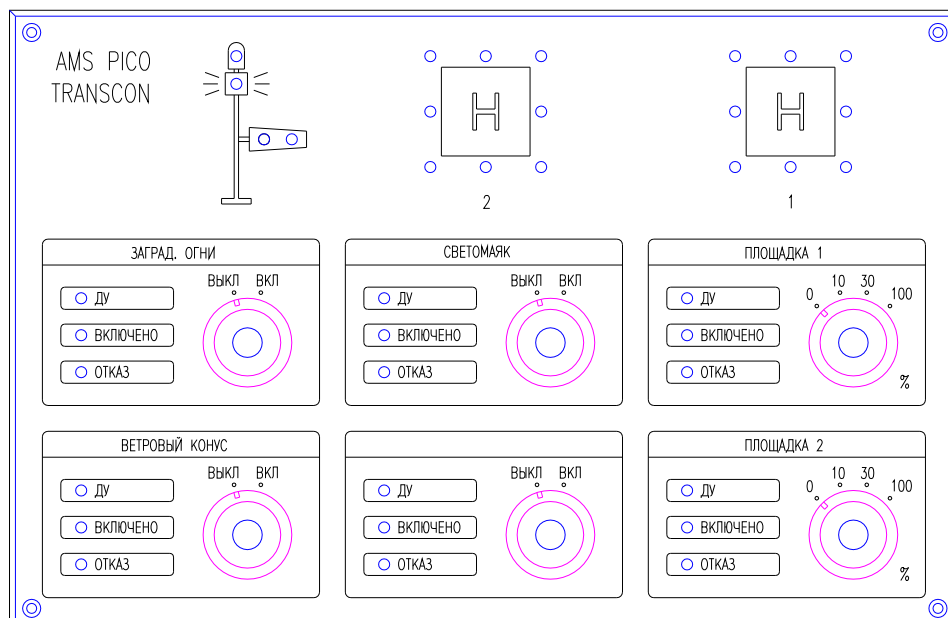 AMS PICO
TRANSCON
H
H
2
1
ЗАГРАД. ОГНИ
ВЫКЛ ВКЛ
ДУ
ВКЛЮЧЕНО
ОТКАЗ
СВЕТОМАЯК
ВЫКЛ ВКЛ
ДУ
ВКЛЮЧЕНО
ОТКАЗ
ПЛОЩАДКА 1
0 10 30 100
ДУ
ВКЛЮЧЕНО
ОТКАЗ
%
ВЕТРОВЫЙ КОНУС
ВЫКЛ ВКЛ
ДУ
ВКЛЮЧЕНО
ОТКАЗ
ВЫКЛ ВКЛ
ДУ
ВКЛЮЧЕНО
ОТКАЗ
ПЛОЩАДКА 2
0 10 30 100
ДУ
ВКЛЮЧЕНО
ОТКАЗ
%